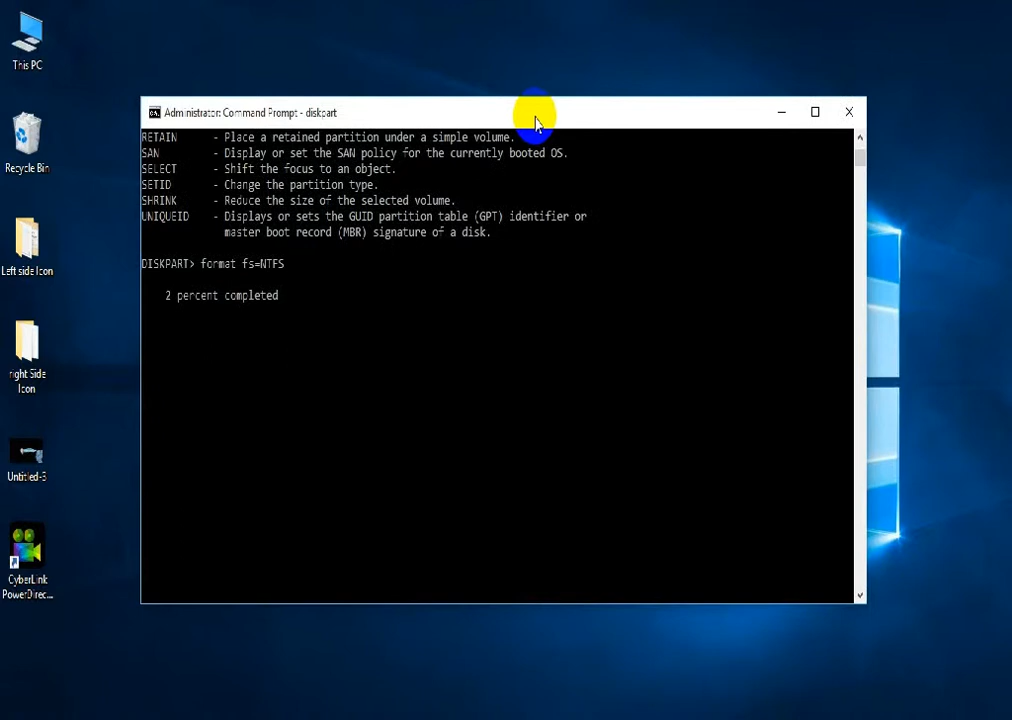 This PC
Recycle Bin
Left side Icon
right Side
Icon
Untitled-3
CyberLink
PowerDirec...
Administrator: Command Prompt - diskpart
RETAIN - Place a retained partition under a simple volume.
SAN - Display or set the SAN policy for the currently booted OS.
SELECT - Shift the focus to an object.
SETID - Change the partition type.
SHRINK - Reduce the size of the selected volume.
UNIQUEID - Displays or sets the GUID partition table (GPT) identifier or
master boot record (MBR) signature of a disk.
DISKPART> format fs=NTFS
2 percent completed